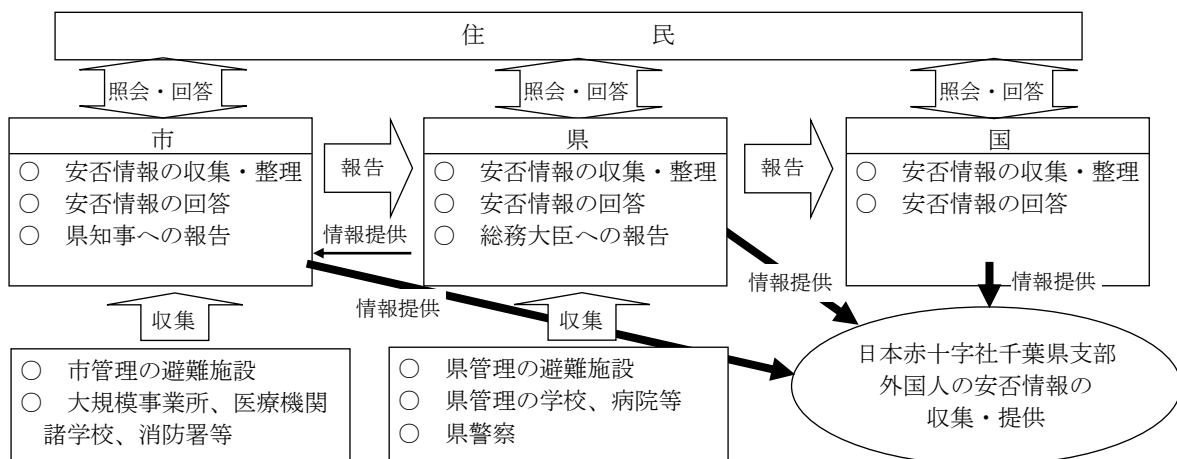 住 民
照会・回答
照会・回答
照会・回答
市
○ 安否情報の収集・整理
○ 安否情報の回答
○ 県知事への報告
報告
情報提供
県
○ 安否情報の収集・整理
○ 安否情報の回答
○ 総務大臣への報告
報告
国
○ 安否情報の収集・整理
○ 安否情報の回答
情報提供
情報提供
情報提供
収集
収集
○ 市管理の避難施設
○ 大規模事業所、医療機関
諸学校、消防署等
○ 県管理の避難施設
○ 県管理の学校、病院等
○ 県警察
日本赤十字社千葉県支部
外国人の安否情報の
収集・提供